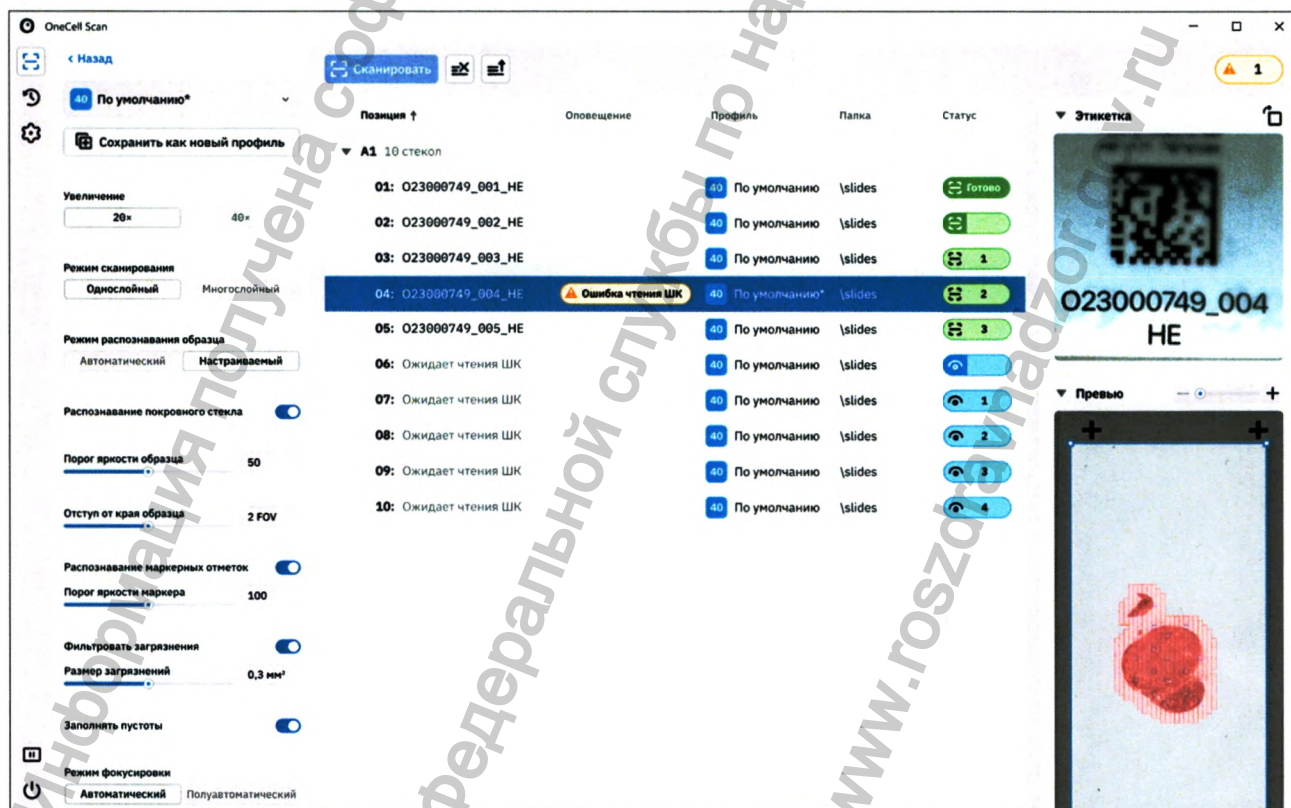 OneCell Scan
‹ Назад
40 По умолчанию*
Сохранить как новый профиль
Увеличение
20× 40×
Режим сканирования
Однослойный Многослойный
Режим распознавания образца
Автоматический Настраиваемый
Распознавание покровного стекла
Порог яркости образца 50
Отступ от края образца 2 FOV
Распознавание маркерных отметок
Порог яркости маркера 100
Фильтровать загрязнения
Размер загрязнений 0,3 мм²
Заполнять пустоты
Режим фокусировки
Автоматический Полуавтоматический
Сканировать
1
Позиция ↑ Оповещение Профиль Папка Статус
A1 10 стекол
01: O23000749_001_HE 40 По умолчанию \slides Готово
02: O23000749_002_HE 40 По умолчанию \slides
03: O23000749_003_HE 40 По умолчанию \slides 1
04: O23000749_004_HE Ошибка чтения ШК 40 По умолчанию* \slides 2
05: O23000749_005_HE 40 По умолчанию \slides 3
06: Ожидает чтения ШК 40 По умолчанию \slides
07: Ожидает чтения ШК 40 По умолчанию \slides 1
08: Ожидает чтения ШК 40 По умолчанию \slides 2
09: Ожидает чтения ШК 40 По умолчанию \slides 3
10: Ожидает чтения ШК 40 По умолчанию \slides 4
Этикетка
O23000749_004
HE
Превью
Информация получена с оф
Федеральной службы по на
www.roszdravnadzor.gov.ru